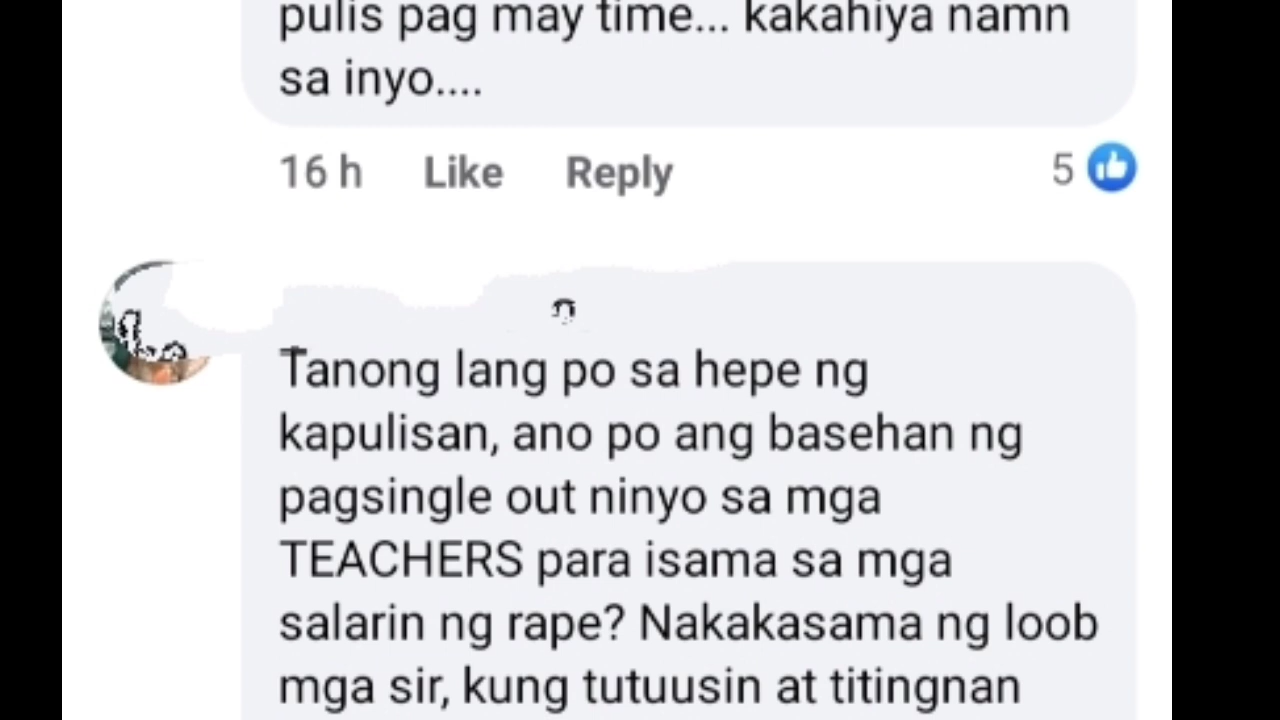 pulis pag may time... kakahiya namn
sa inyo....
16 h Like Reply 5
Tanong lang po sa hepe ng
kapulisan, ano po ang basehan ng
pagsingle out ninyo sa mga
TEACHERS para isama sa mga
salarin ng rape? Nakakasama ng loob
mga sir, kung tutuusin at titingnan